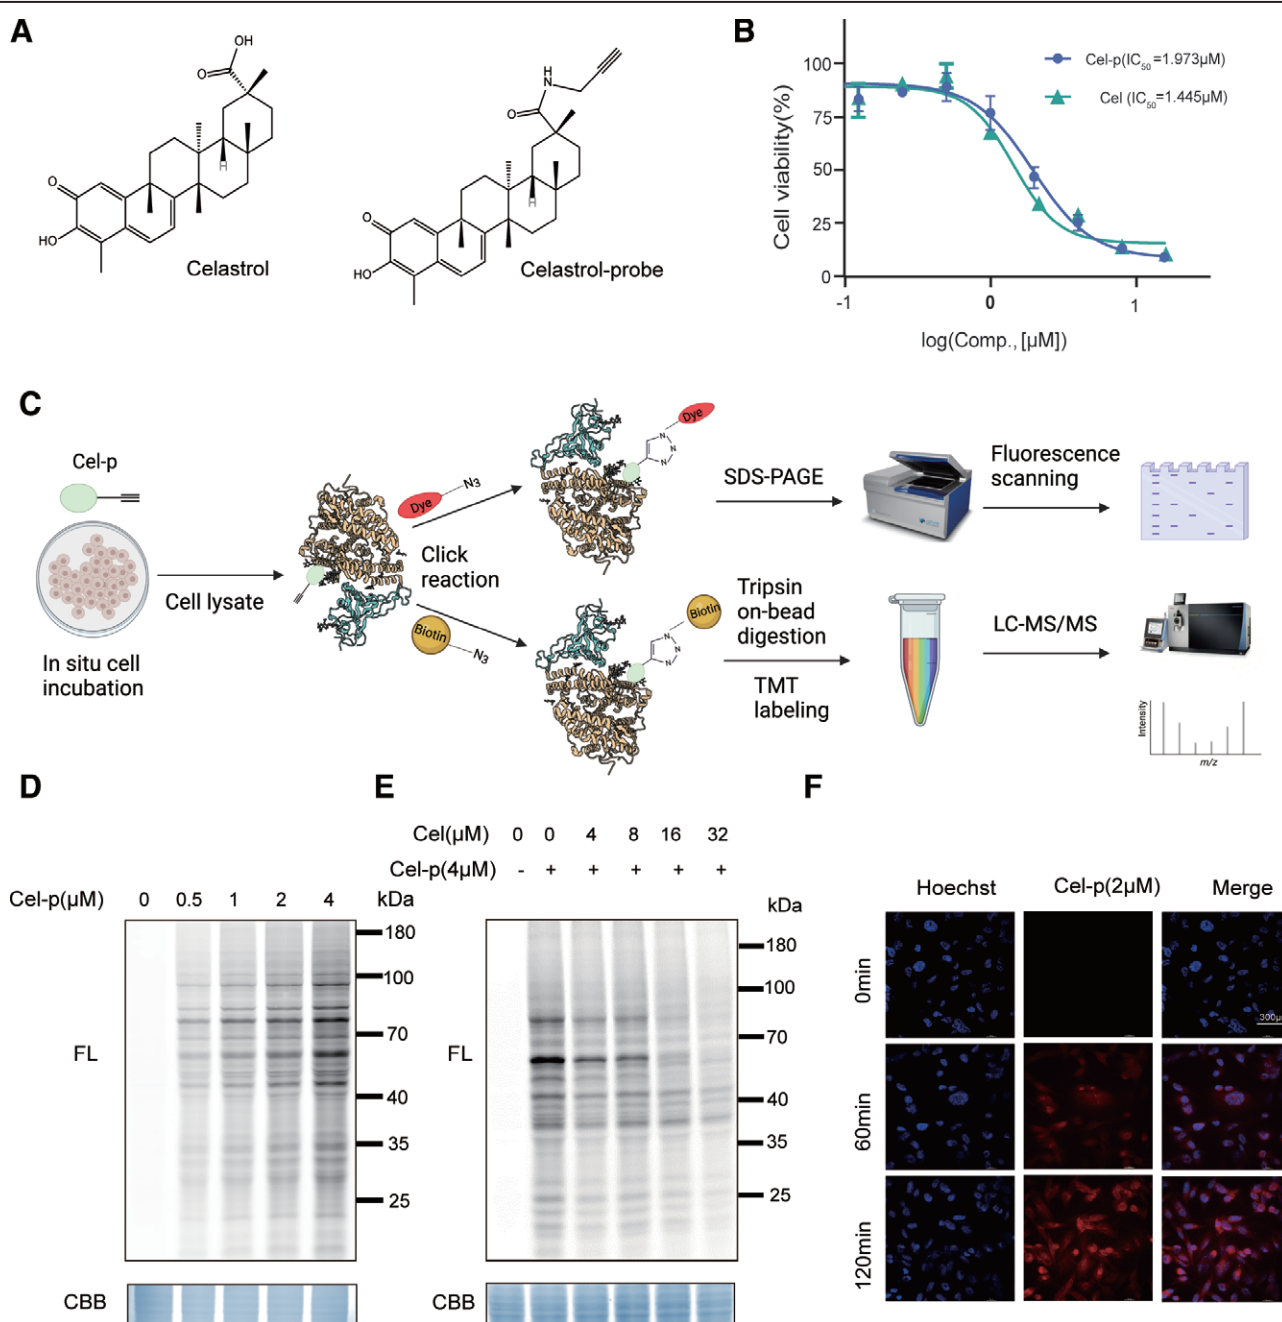 A
OH
O
H
O
HO
Celastrol
H
N
O
H
O
HO
Celastrol-probe
B
Cell viability(%)
100
75
50
25
0
-1
0
1
log(Comp., [µM])
Cel-p(IC50=1.973µM)
Cel (IC50=1.445µM)
C
Cel-p
In situ cell
incubation
Cell lysate
Dye
N3
Click
reaction
Biotin
N3
Dye
N
N
N
SDS-PAGE
Fluorescence
scanning
Biotin
N
N
N
Tripsin
on-bead
digestion
TMT
labeling
LC-MS/MS
Intensity
m/z
D
Cel-p(µM) 0 0.5 1 2 4 kDa
180
100
70
40
35
25
FL
CBB
E
Cel(µM) 0 0 4 8 16 32
Cel-p(4µM) - + + + + +
kDa
180
100
70
40
35
25
FL
CBB
F
Hoechst Cel-p(2µM) Merge
0min
300µ
60min
120min